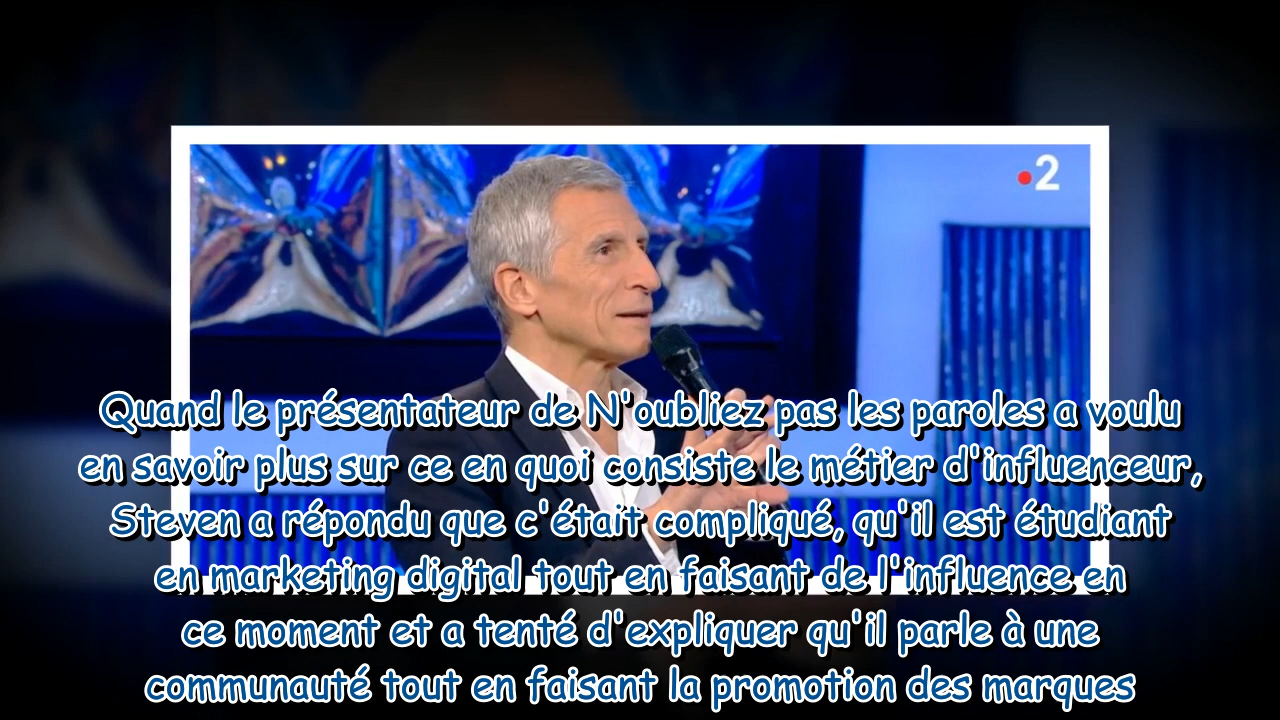 2
Quand le présentateur de N'oubliez pas les paroles a voulu
en savoir plus sur ce en quoi consiste le métier d'influenceur,
Steven a répondu que c'était compliqué, qu'il est étudiant
en marketing digital tout en faisant de l'influence en
ce moment et a tenté d'expliquer qu'il parle à une
communauté tout en faisant la promotion des marques